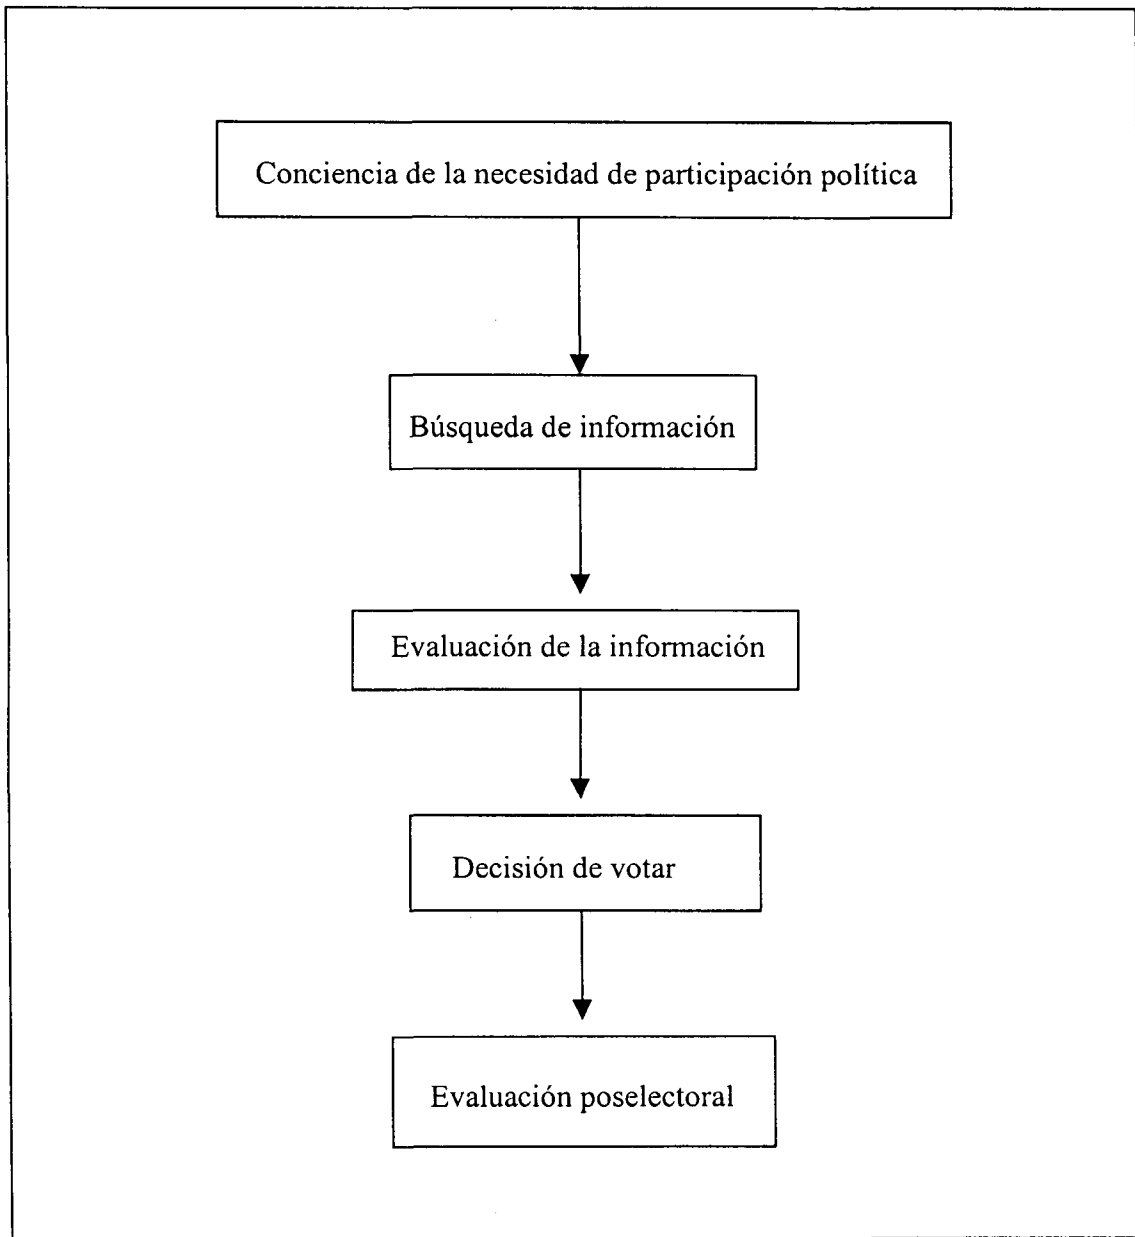 Conciencia de la necesidad de participación política
Búsqueda de información
Evaluación de la información
Decisión de votar
Evaluación poselectoral